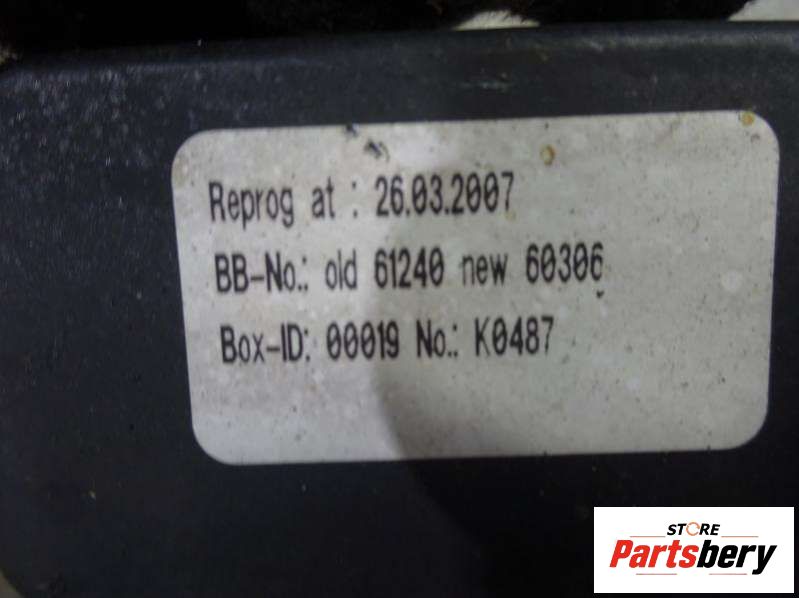 Reprog at : 26.03.2007
BB-No.: old 61240 new 60306
Box-ID: 00019 No.: K0487
STORE
Partsbery